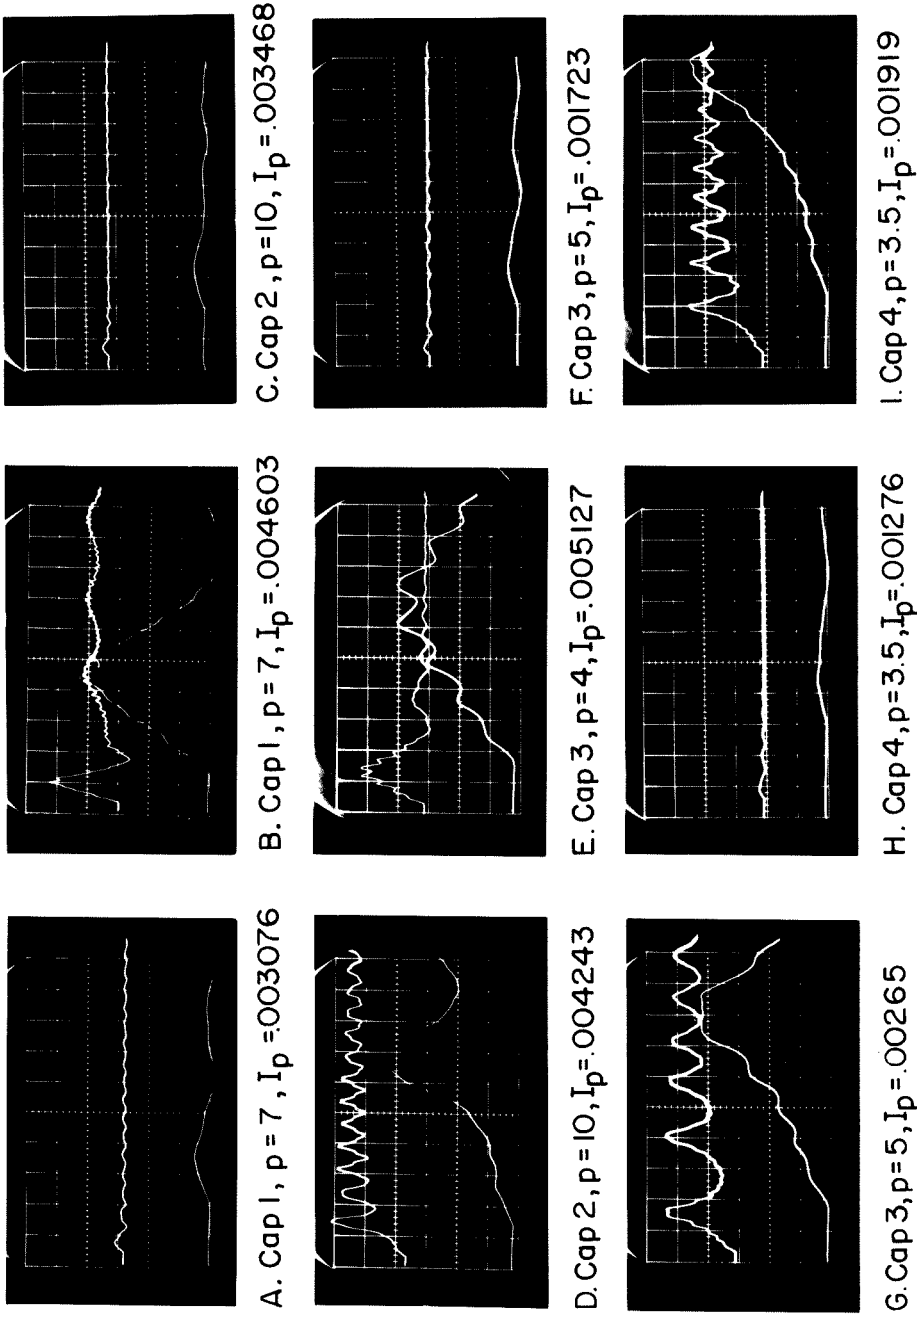 A. Cap 1, p = 7, Ip = .003076
B. Cap 1, p = 7, Ip = .004603
C. Cap 2, p = 10, Ip = .003468
D. Cap 2, p = 10, Ip = .004243
E. Cap 3, p = 4, Ip = .005127
F. Cap 3, p = 5, Ip = .001723
G. Cap 3, p = 5, Ip = .00265
H. Cap 4, p = 3.5, Ip = .001276
I. Cap 4, p = 3.5, Ip = .001919